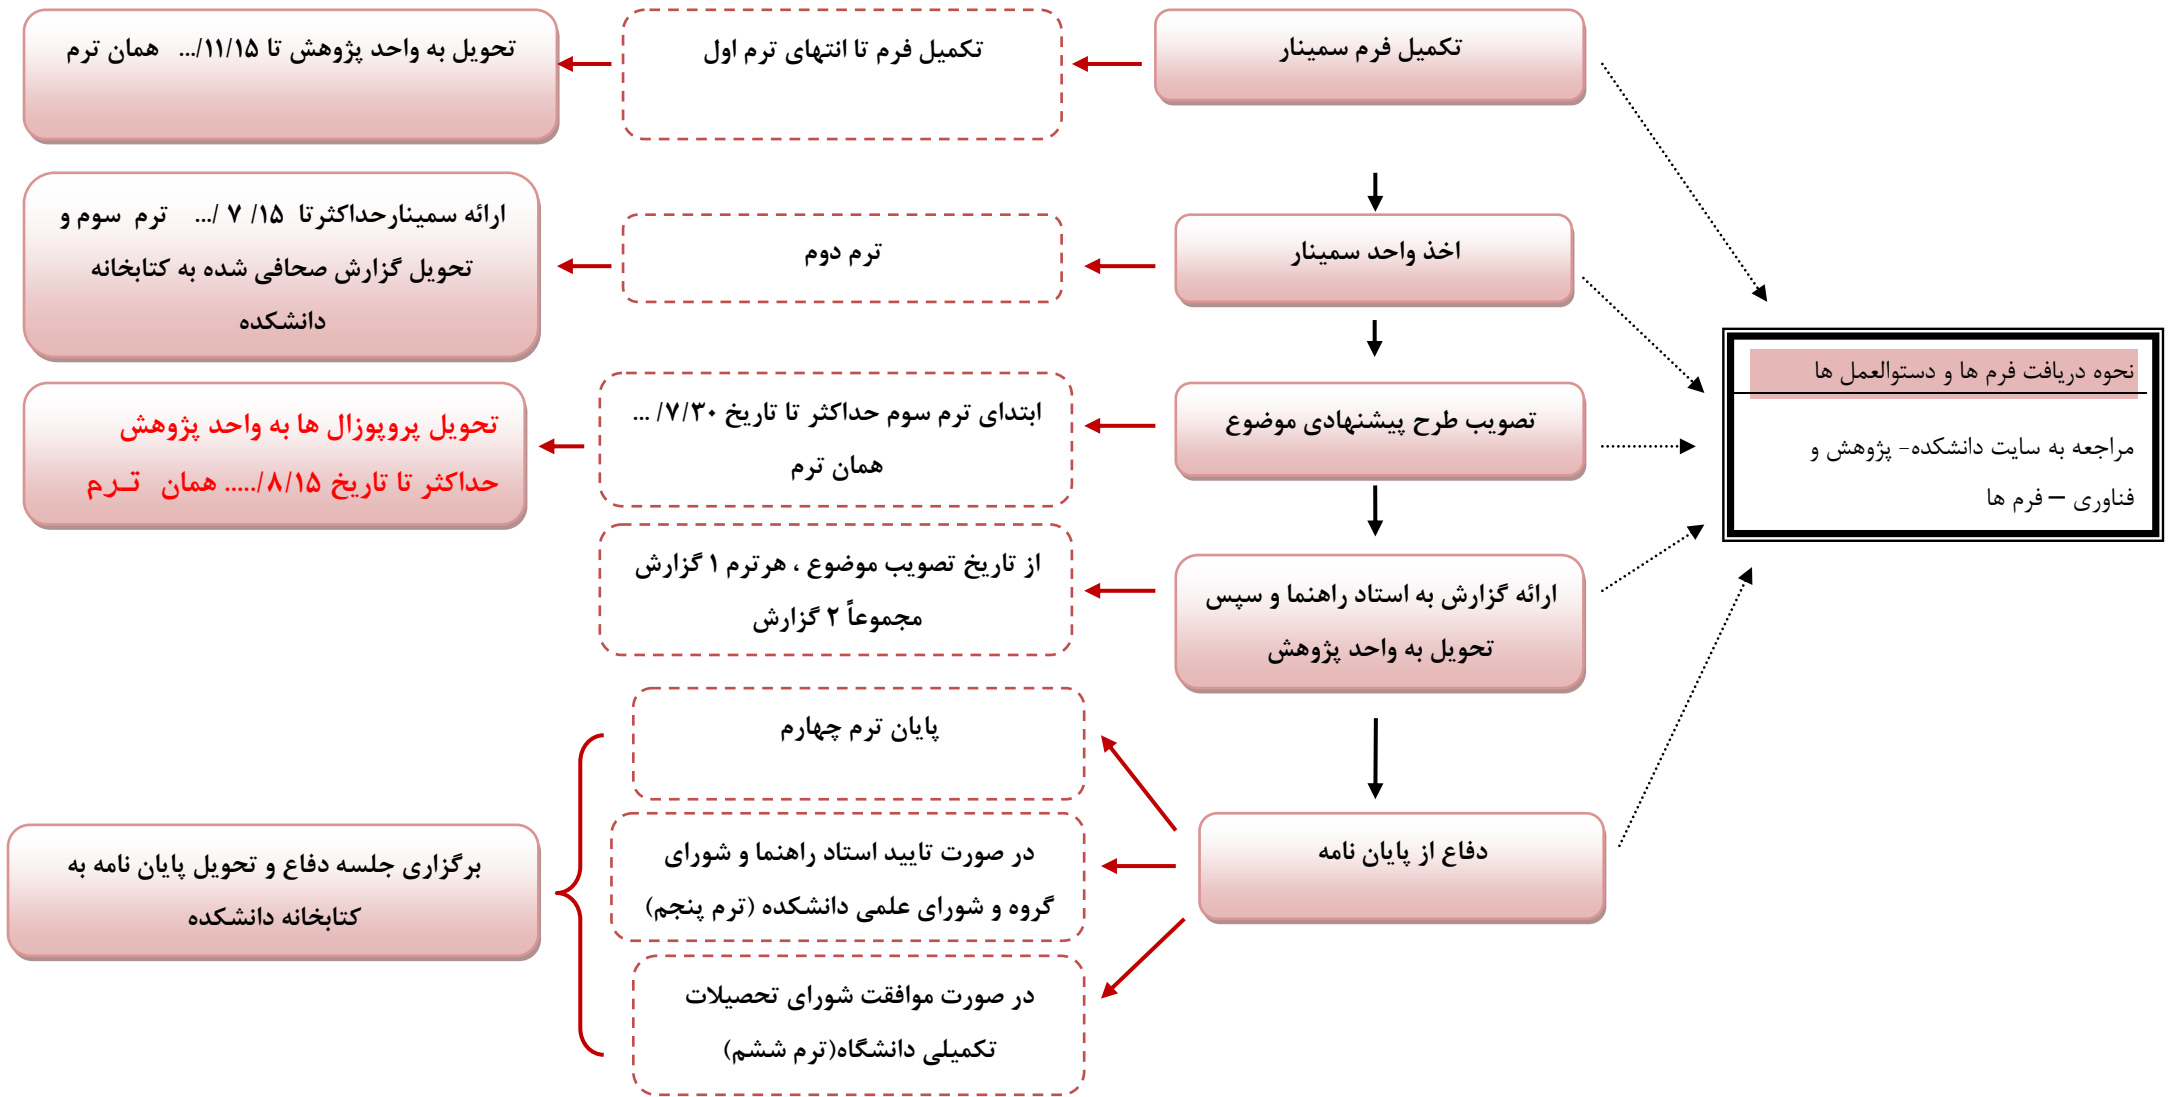 تکمیل فرم سمینار
تکمیل فرم تا انتهای ترم اول
تحویل به واحد پژوهش تا ۱۱/۱۵/... همان ترم
اخذ واحد سمینار
ترم دوم
ارائه سمینارحداکثرتا ۱۵/ ۷ /... ترم سوم و
تحویل گزارش صحافی شده به کتابخانه
دانشکده
تصویب طرح پیشنهادی موضوع
ابتدای ترم سوم حداکثر تا تاریخ ۷/۳۰/ ...
همان ترم
تحویل پروپوزال ها به واحد پژوهش
حداکثر تا تاریخ ۸/۱۵/..... همان تـرم
ارائه گزارش به استاد راهنما و سپس
تحویل به واحد پژوهش
از تاریخ تصویب موضوع ، هرترم ۱ گزارش
مجموعاً ۲ گزارش
دفاع از پایان نامه
پایان ترم چهارم
در صورت تایید استاد راهنما و شورای
گروه و شورای علمی دانشکده (ترم پنجم)
در صورت موافقت شورای تحصیلات
تکمیلی دانشگاه(ترم ششم)
برگزاری جلسه دفاع و تحویل پایان نامه به
کتابخانه دانشکده
نحوه دریافت فرم ها و دستوالعمل ها
مراجعه به سایت دانشکده- پژوهش و
فناوری – فرم ها